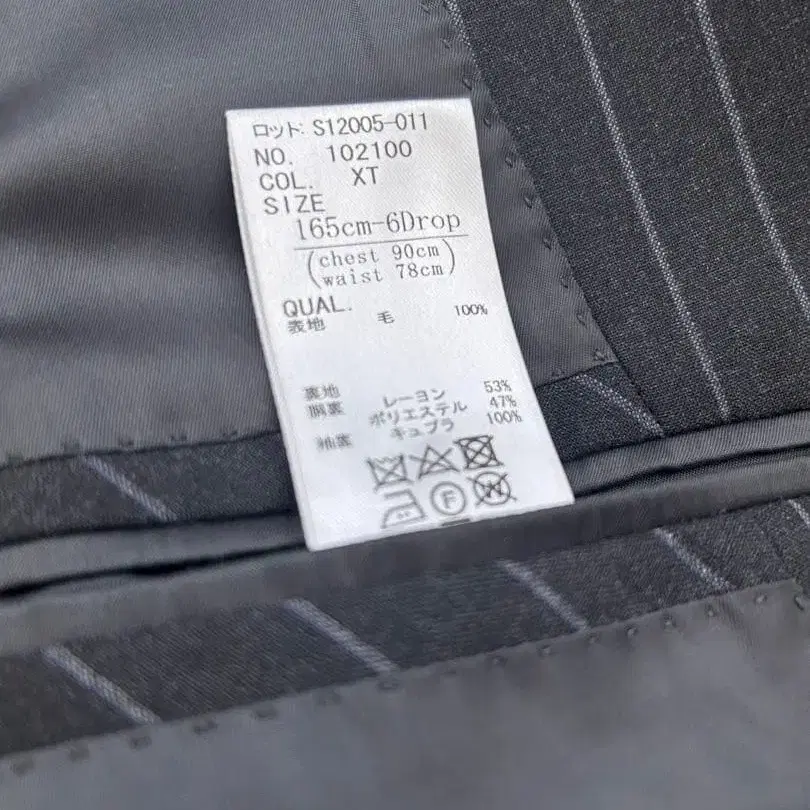 ロット: S12005-011
NO. 102100
COL. XT
SIZE
165cm-6Drop
(chest 90cm
waist 78cm)
QUAL.
表地 毛 100%
裏地
胴裏 レーヨン 53%
ポリエステル 47%
袖裏 キュプラ 100%
F
W